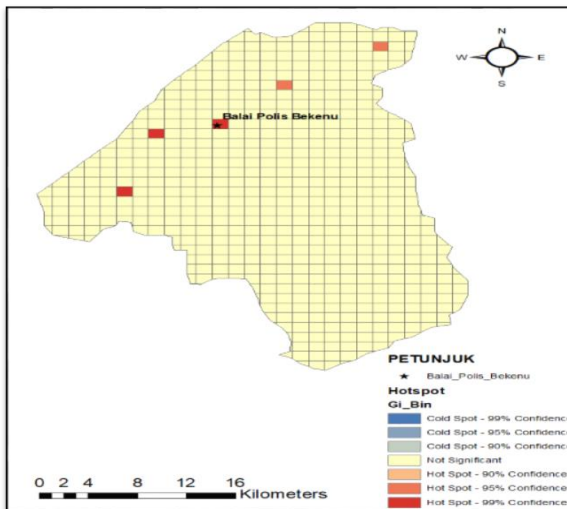 N
W E
S
Balai Polis Bekenu
PETUNJUK
Balai_Polis_Bekenu
Hotspot
Gi_Bin
Cold Spot - 99% Confidence
Cold Spot - 95% Confidence
Cold Spot - 90% Confidence
Not Significant
Hot Spot - 90% Confidence
Hot Spot - 95% Confidence
Hot Spot - 99% Confidence
0 2 4 8 12 16
Kilometers